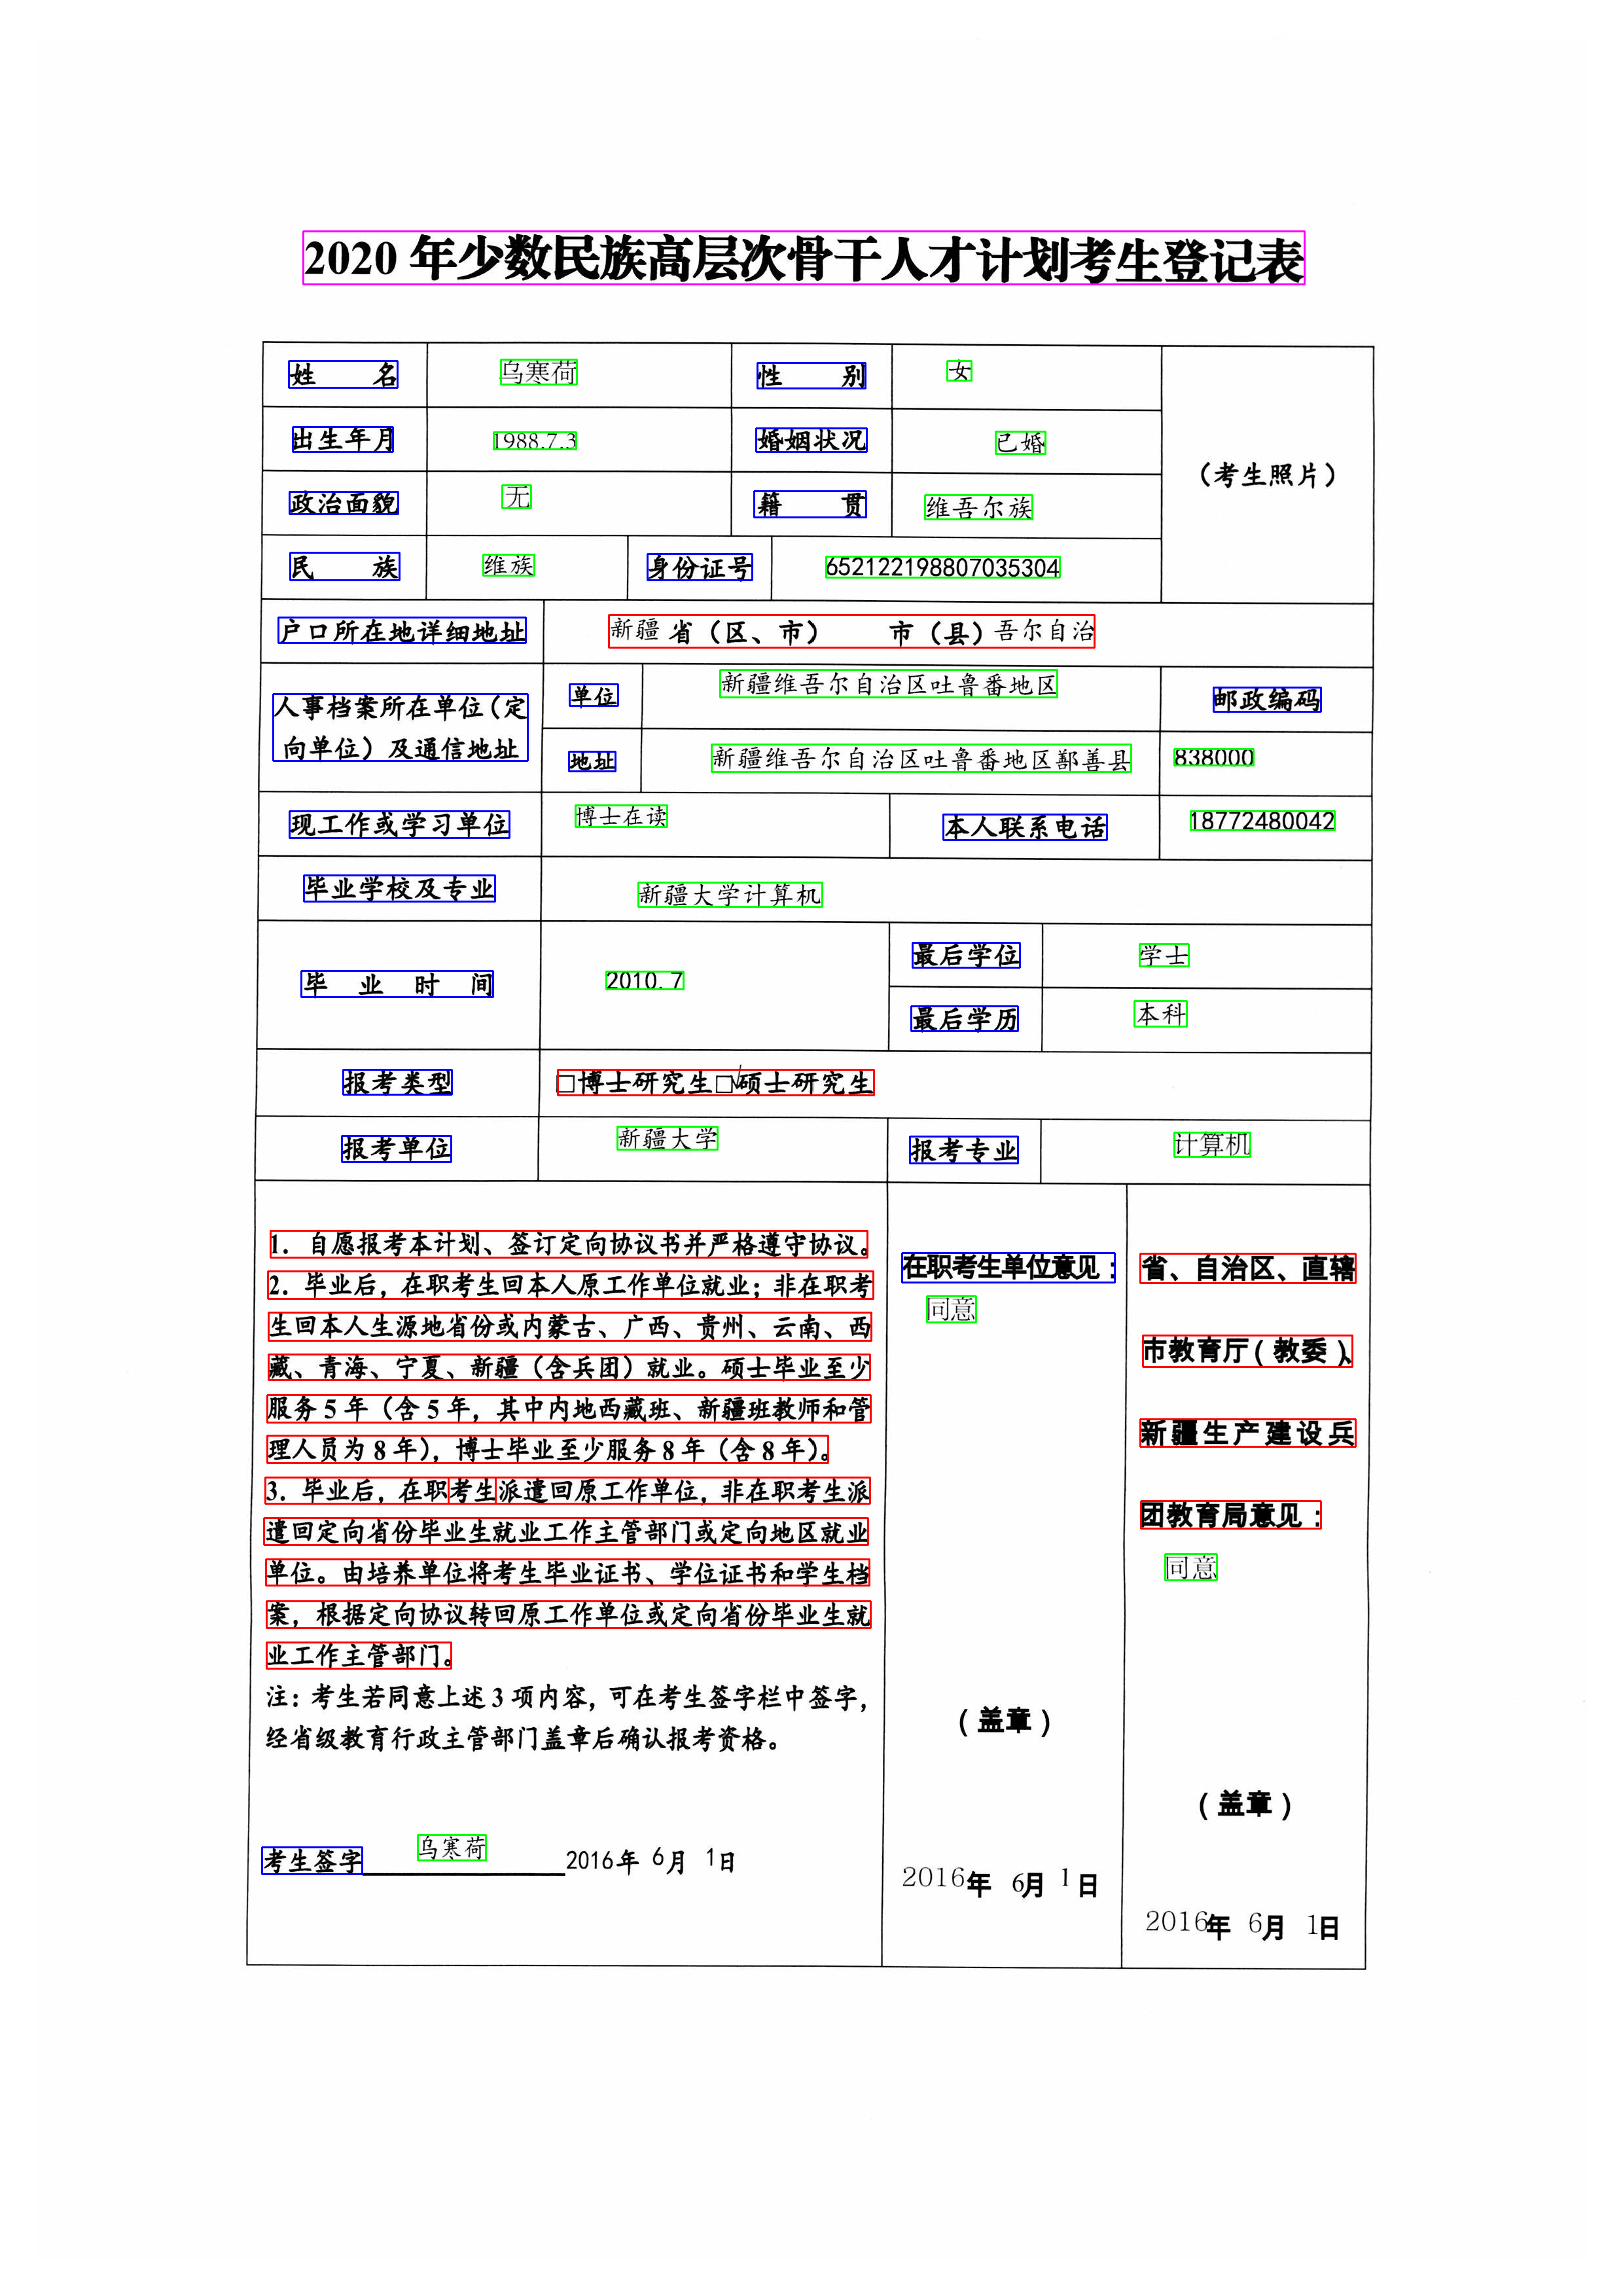 2020年少数民族高层次骨干人才计划考生登记表
姓 名 乌寒荷 性 别 女
出生年月 1988.7.3 婚姻状况 已婚
(考生照片)
政治面貌 无 籍 贯 维吾尔族
民 族 维族 身份证号 652122198807035304
户口所在地详细地址 新疆 省(区、市) 市(县)吾尔自治
人事档案所在单位(定
向单位)及通信地址
单位 新疆维吾尔自治区吐鲁番地区 邮政编码
地址 新疆维吾尔自治区吐鲁番地区鄯善县 838000
现工作或学习单位 博士在读 本人联系电话 18772480042
毕业学校及专业 新疆大学计算机
毕 业 时 间 2010.7 最后学位 学士
最后学历 本科
报考类型 □博士研究生□√硕士研究生
报考单位 新疆大学 报考专业 计算机
1. 自愿报考本计划、签订定向协议书并严格遵守协议。
2. 毕业后,在职考生回本人原工作单位就业;非在职考
生回本人生源地省份或内蒙古、广西、贵州、云南、西
藏、青海、宁夏、新疆(含兵团)就业。硕士毕业至少
服务5年(含5年,其中内地西藏班、新疆班教师和管
理人员为8年),博士毕业至少服务8年(含8年)。
3. 毕业后,在职考生派遣回原工作单位,非在职考生派
遣回定向省份毕业生就业工作主管部门或定向地区就业
单位。由培养单位将考生毕业证书、学位证书和学生档
案,根据定向协议转回原工作单位或定向省份毕业生就
业工作主管部门。
注:考生若同意上述3项内容,可在考生签字栏中签字,
经省级教育行政主管部门盖章后确认报考资格。
考生签字 乌寒荷 2016年 6月 1日
在职考生单位意见:
同意
(盖章)
2016年 6月 1日
省、自治区、直辖
市教育厅(教委)、
新疆生产建设兵
团教育局意见:
同意
(盖章)
2016年 6月 1日